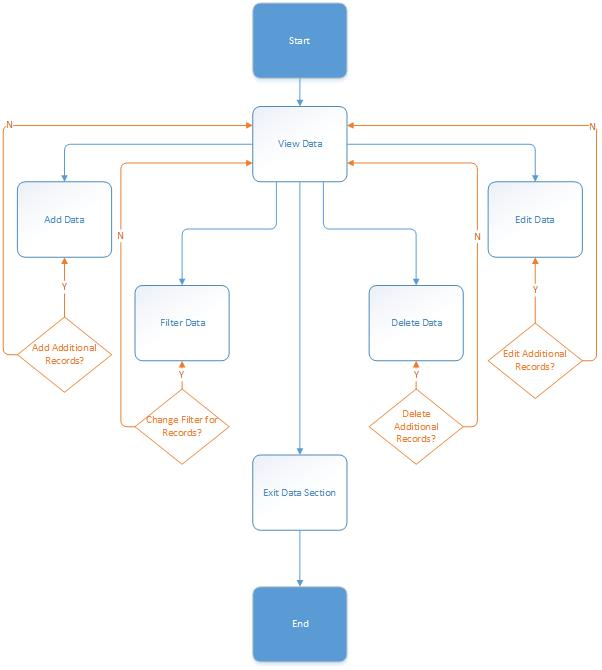 Start
N
N
View Data
Add Data
Edit Data
N
N
Y
Y
Filter Data
Delete Data
Add Additional
Records?
Edit Additional
Records?
Y
Y
Change Filter for
Records?
Delete
Additional
Records?
Exit Data Section
End